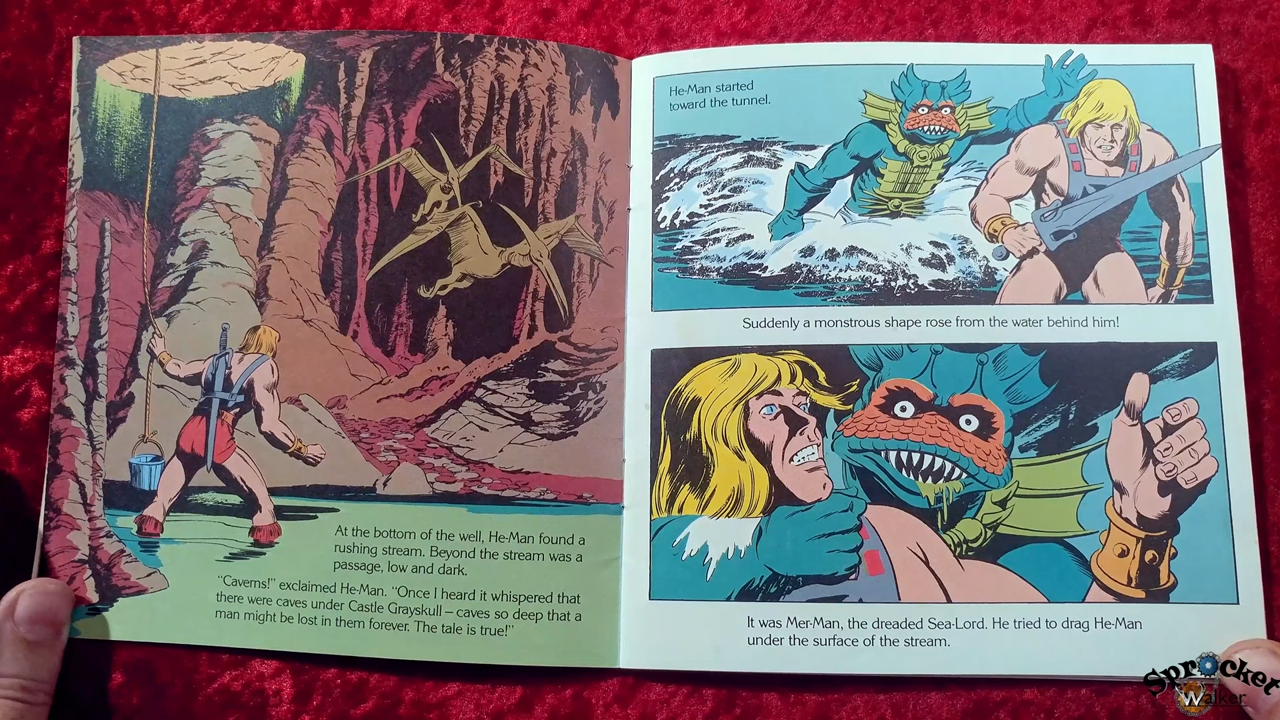 At the bottom of the well, He-Man found a
rushing stream. Beyond the stream was a
passage, low and dark.
"Caverns!" exclaimed He-Man. "Once I heard it whispered that
there were caves under Castle Grayskull – caves so deep that a
man might be lost in them forever. The tale is true!"
He-Man started
toward the tunnel.
Suddenly a monstrous shape rose from the water behind him!
It was Mer-Man, the dreaded Sea-Lord. He tried to drag He-Man
under the surface of the stream.
Sprocket
Walker